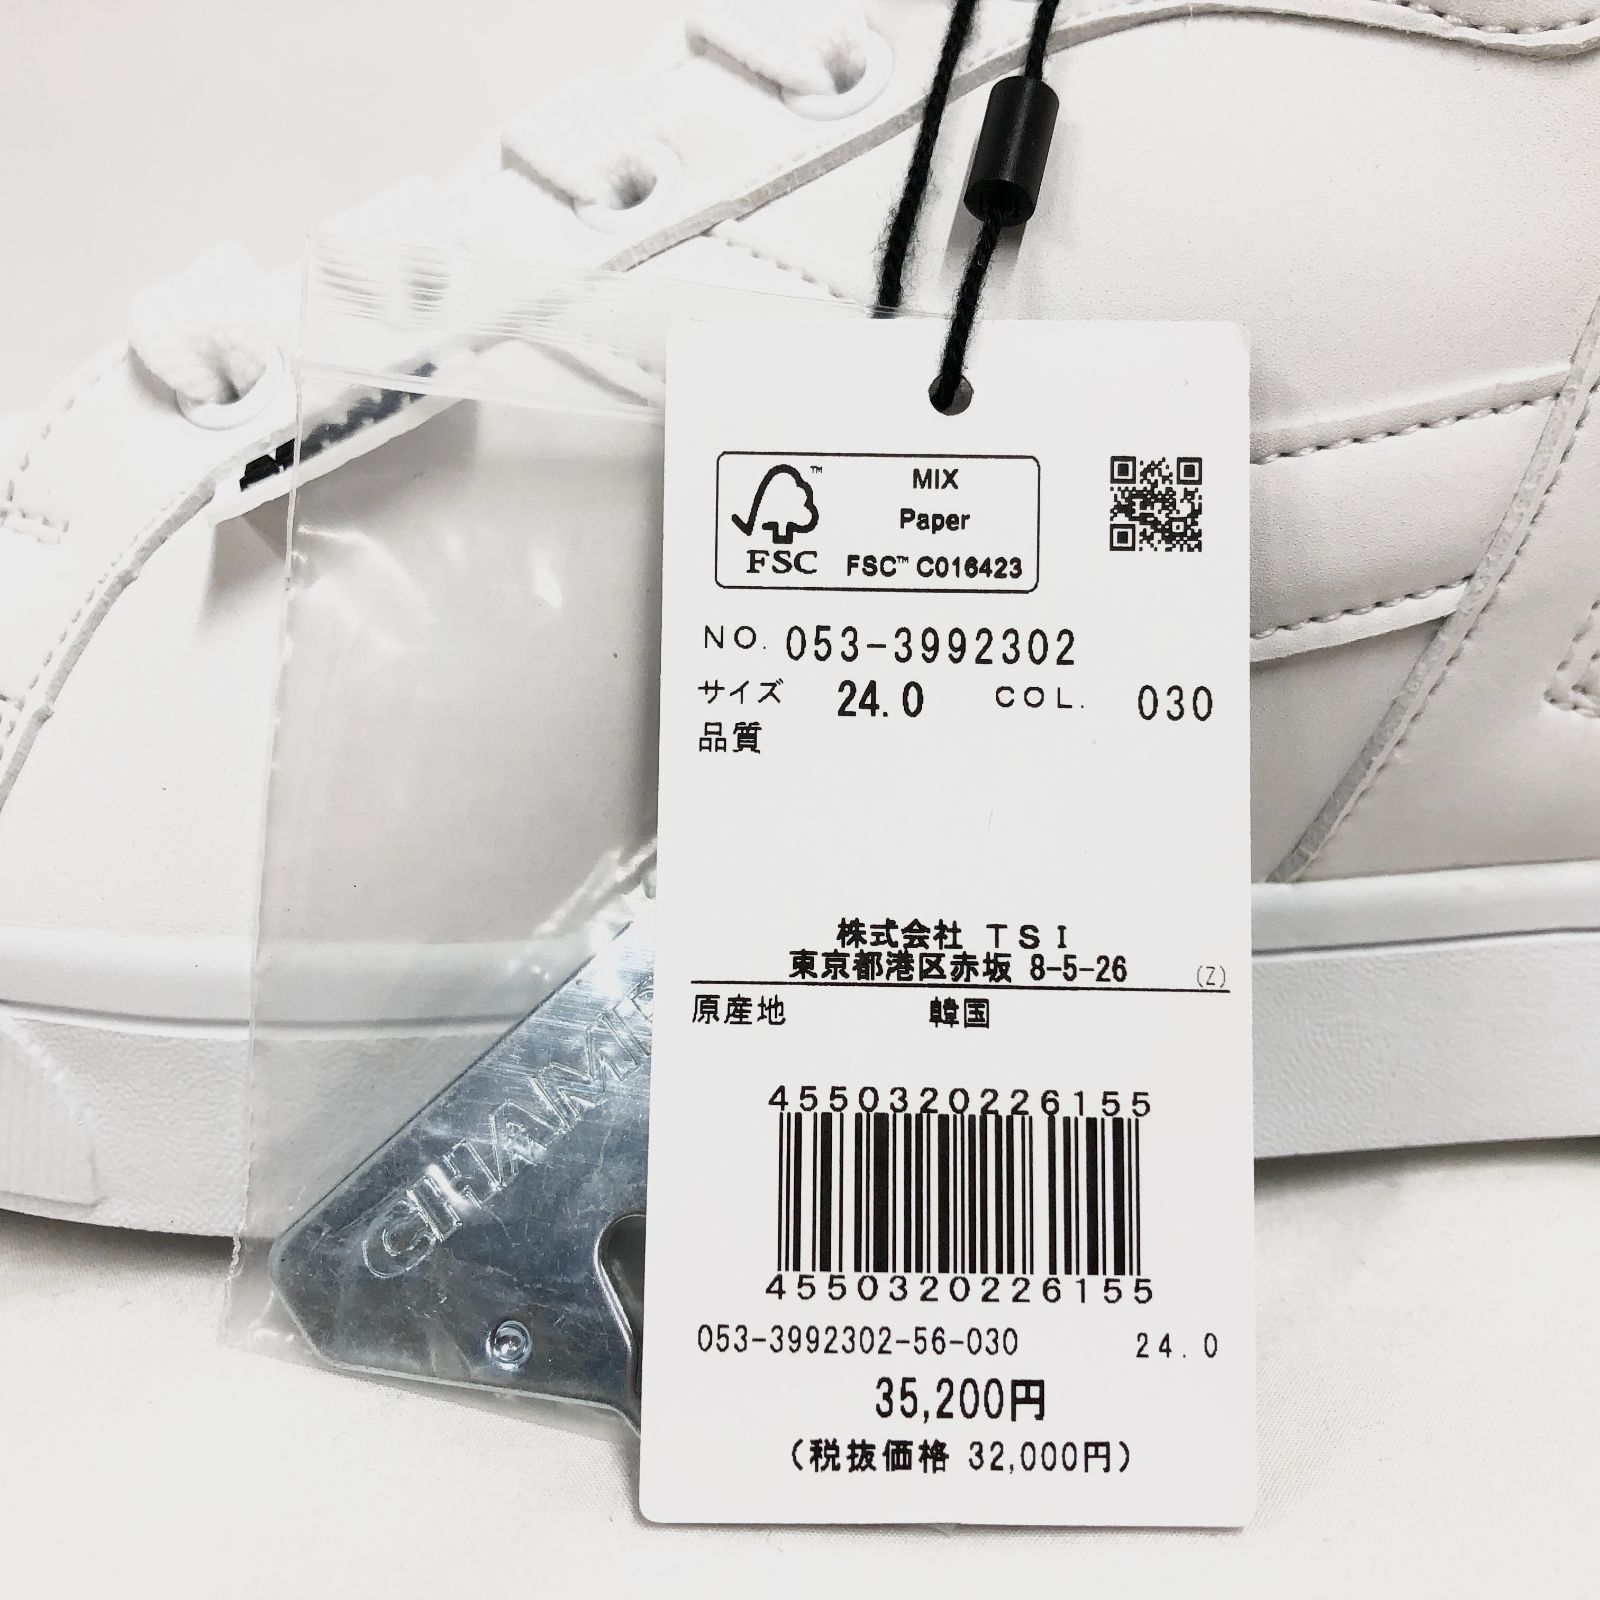 MIX
Paper
FSC™ C016423
FSC
NO. 053-3992302
サイズ 24.0 COL. 030
品質
株式会社 TSI
東京都港区赤坂 8-5-26 (Z)
原産地 韓国
4550320226155
4550320226155
053-3992302-56-030 24.0
35,200円
(税抜価格 32,000円)
CHAMP